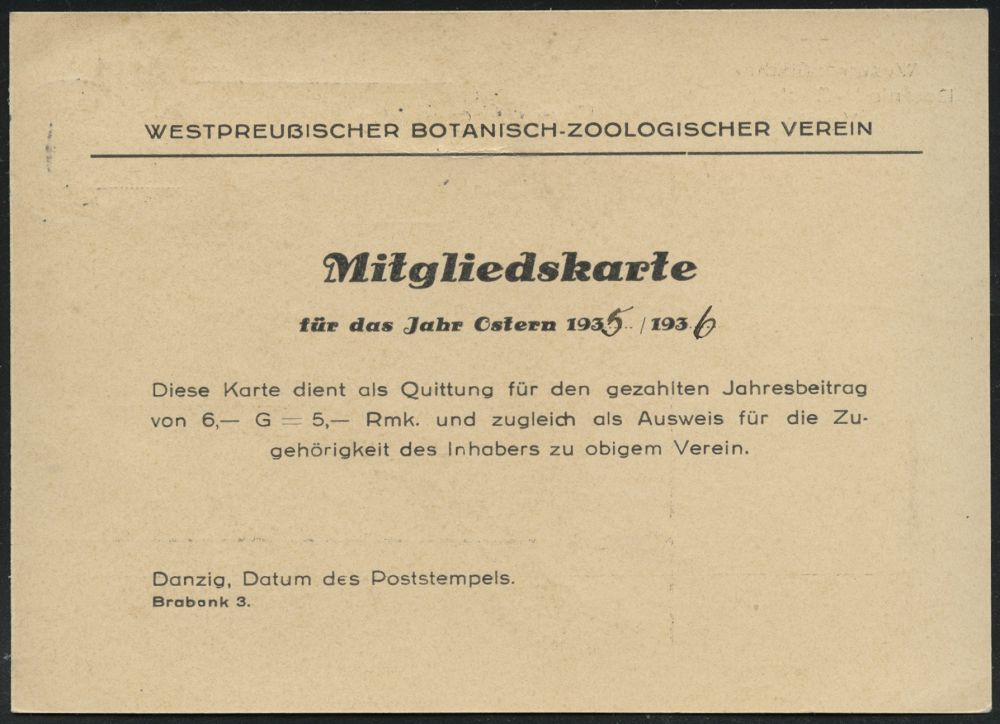 WESTPREUßISCHER BOTANISCH-ZOOLOGISCHER VEREIN
Mitgliedskarte
für das Jahr Ostern 1935 / 1936
Diese Karte dient als Quittung für den gezahlten Jahresbeitrag
von 6,— G = 5,— Rmk. und zugleich als Ausweis für die Zu-
gehörigkeit des Inhabers zu obigem Verein.
Danzig, Datum des Poststempels.
Brabank 3.